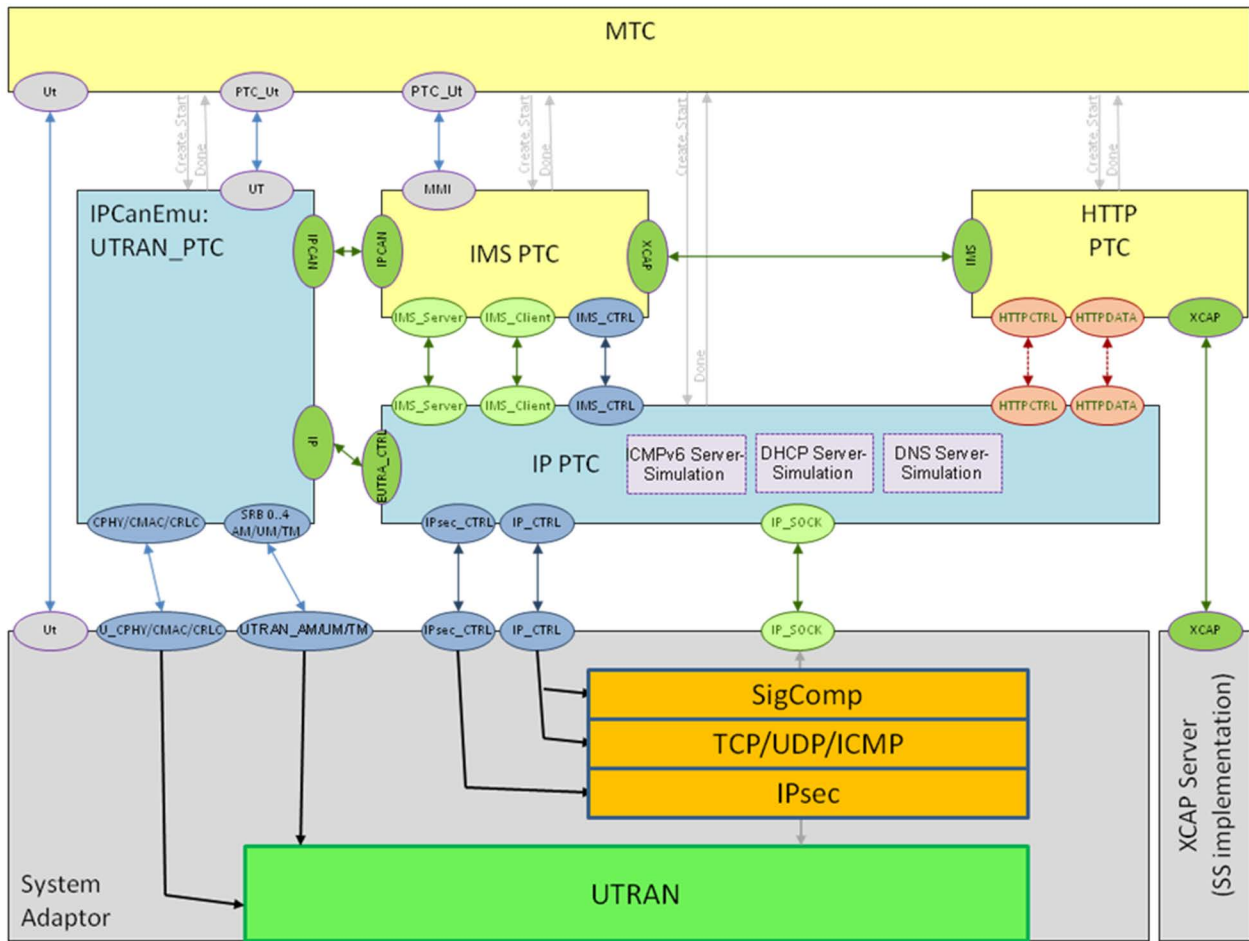 MTC
Ut
PTC_Ut
PTC_Ut
Create_Start
Done
Create_Start
Done
Create_Start
Done
Create_Start
Done
UT
MMI
IPCanEmu:
UTRAN_PTC
IPCAN
IPCAN
IMS PTC
XCAP
SMI
HTTP
PTC
IMS_Server
IMS_Client
IMS_CTRL
HTTPCTRL
HTTPDATA
XCAP
IMS_Server
IMS_Client
IMS_CTRL
HTTPCTRL
HTTPDATA
IP
EUTRA_CTRL
IP PTC
ICMPv6 Server-
Simulation
DHCP Server-
Simulation
DNS Server-
Simulation
CPHY/CMAC/CRLC
SRB 0..4
AM/UM/TM
IPsec_CTRL
IP_CTRL
IP_SOCK
Ut
U_CPHY/CMAC/CRLC
UTRAN_AM/UM/TM
IPsec_CTRL
IP_CTRL
IP_SOCK
XCAP
SigComp
TCP/UDP/ICMP
IPsec
UTRAN
System
Adaptor
XCAP Server
(SS implementation)